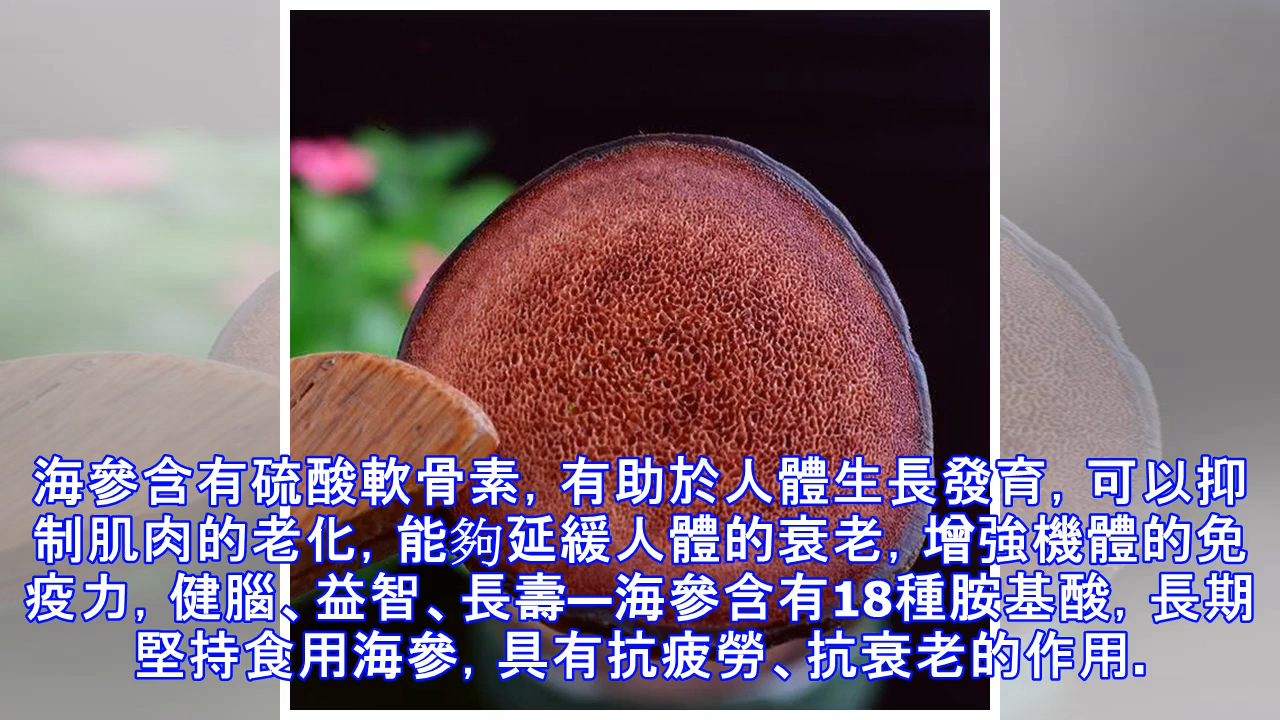 海參含有硫酸軟骨素, 有助於人體生長發育, 可以抑
制肌肉的老化, 能夠延緩人體的衰老, 增強機體的免
疫力, 健腦、益智、長壽—海參含有18種胺基酸, 長期
堅持食用海參, 具有抗疲勞、抗衰老的作用.